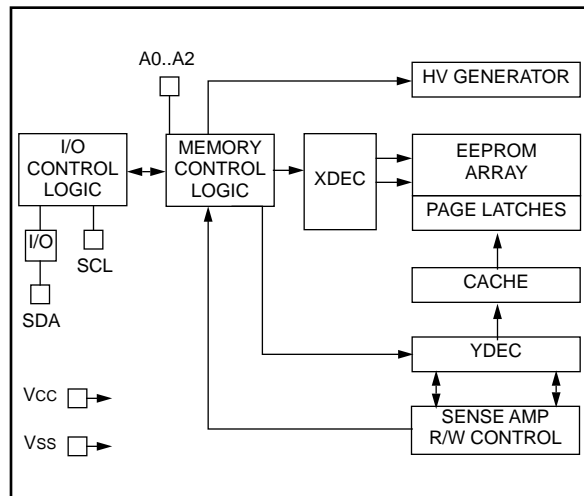 A0..A2
HV GENERATOR
I/O
CONTROL
LOGIC
MEMORY
CONTROL
LOGIC
XDEC
EEPROM
ARRAY
PAGE LATCHES
I/O
SCL
SDA
CACHE
YDEC
VCC
VSS
SENSE AMP
R/W CONTROL